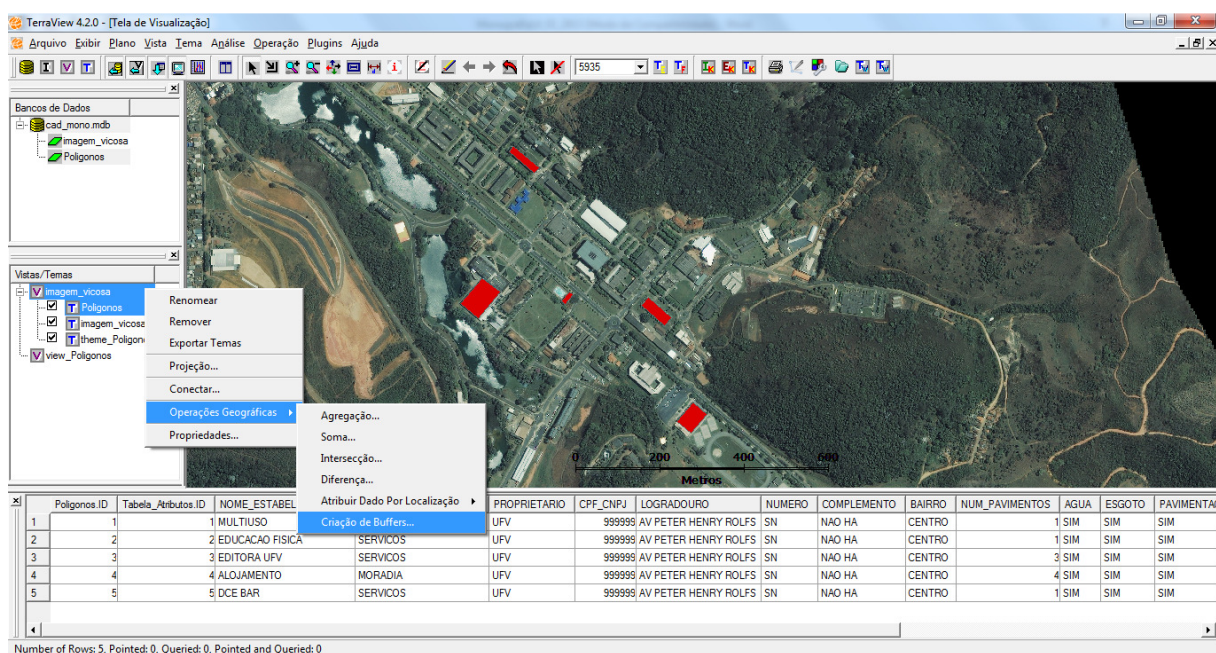 TerraView 4.2.0 - [Tela de Visualização]
Arquivo Exibir Plano Vista Tema Análise Operação Plugins Ajuda
5935
Bancos de Dados
cad_mono.mdb
imagem_vicosa
Poligonos
Vistas/Temas
imagem_vicosa
Poligonos
imagem_vicosa
theme_Poligon
view_Poligonos
Renomear
Remover
Exportar Temas
Projeção...
Conectar...
Operações Geográficas
Propriedades...
Agregação...
Soma...
Intersecção...
Diferença...
Atribuir Dado Por Localização
Criação de Buffers...
0 200 400 600
Metros
Poligonos.ID Tabela_Atributos.ID NOME_ESTABEL PROPRIETARIO CPF_CNPJ LOGRADOURO NUMERO COMPLEMENTO BAIRRO NUM_PAVIMENTOS AGUA ESGOTO PAVIMENTA
1 1 1 MULTIUSO UFV 999999 AV PETER HENRY ROLFS SN NAO HA CENTRO 1 SIM SIM SIM
2 2 2 EDUCACAO FISICA SERVICOS UFV 999999 AV PETER HENRY ROLFS SN NAO HA CENTRO 1 SIM SIM SIM
3 3 3 EDITORA UFV SERVICOS UFV 999999 AV PETER HENRY ROLFS SN NAO HA CENTRO 3 SIM SIM SIM
4 4 4 ALOJAMENTO MORADIA UFV 999999 AV PETER HENRY ROLFS SN NAO HA CENTRO 4 SIM SIM SIM
5 5 5 DCE BAR SERVICOS UFV 999999 AV PETER HENRY ROLFS SN NAO HA CENTRO 1 SIM SIM SIM
Number of Rows: 5, Pointed: 0, Queried: 0, Pointed and Queried: 0